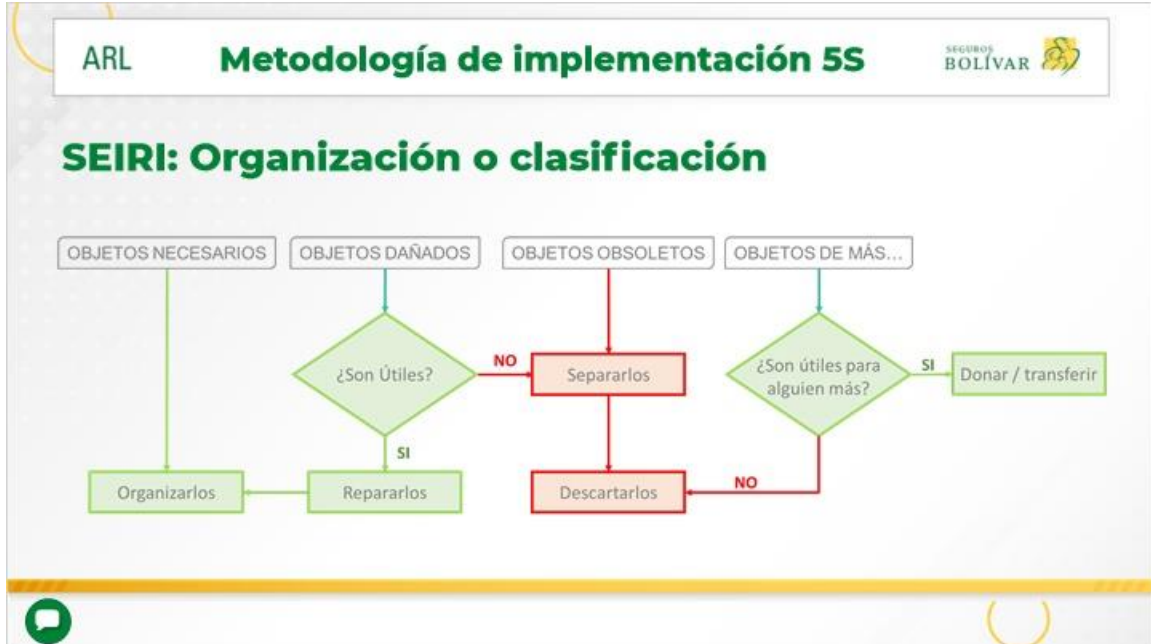 ARL
Metodología de implementación 5S
SEGUROS
BOLÍVAR
SEIRI: Organización o clasificación
OBJETOS NECESARIOS
OBJETOS DAÑADOS
OBJETOS OBSOLETOS
OBJETOS DE MÁS...
¿Son Útiles?
NO
Separarlos
¿Son útiles para
alguien más?
SI
Donar / transferir
SI
Organizarlos
Repararlos
Descartarlos
NO